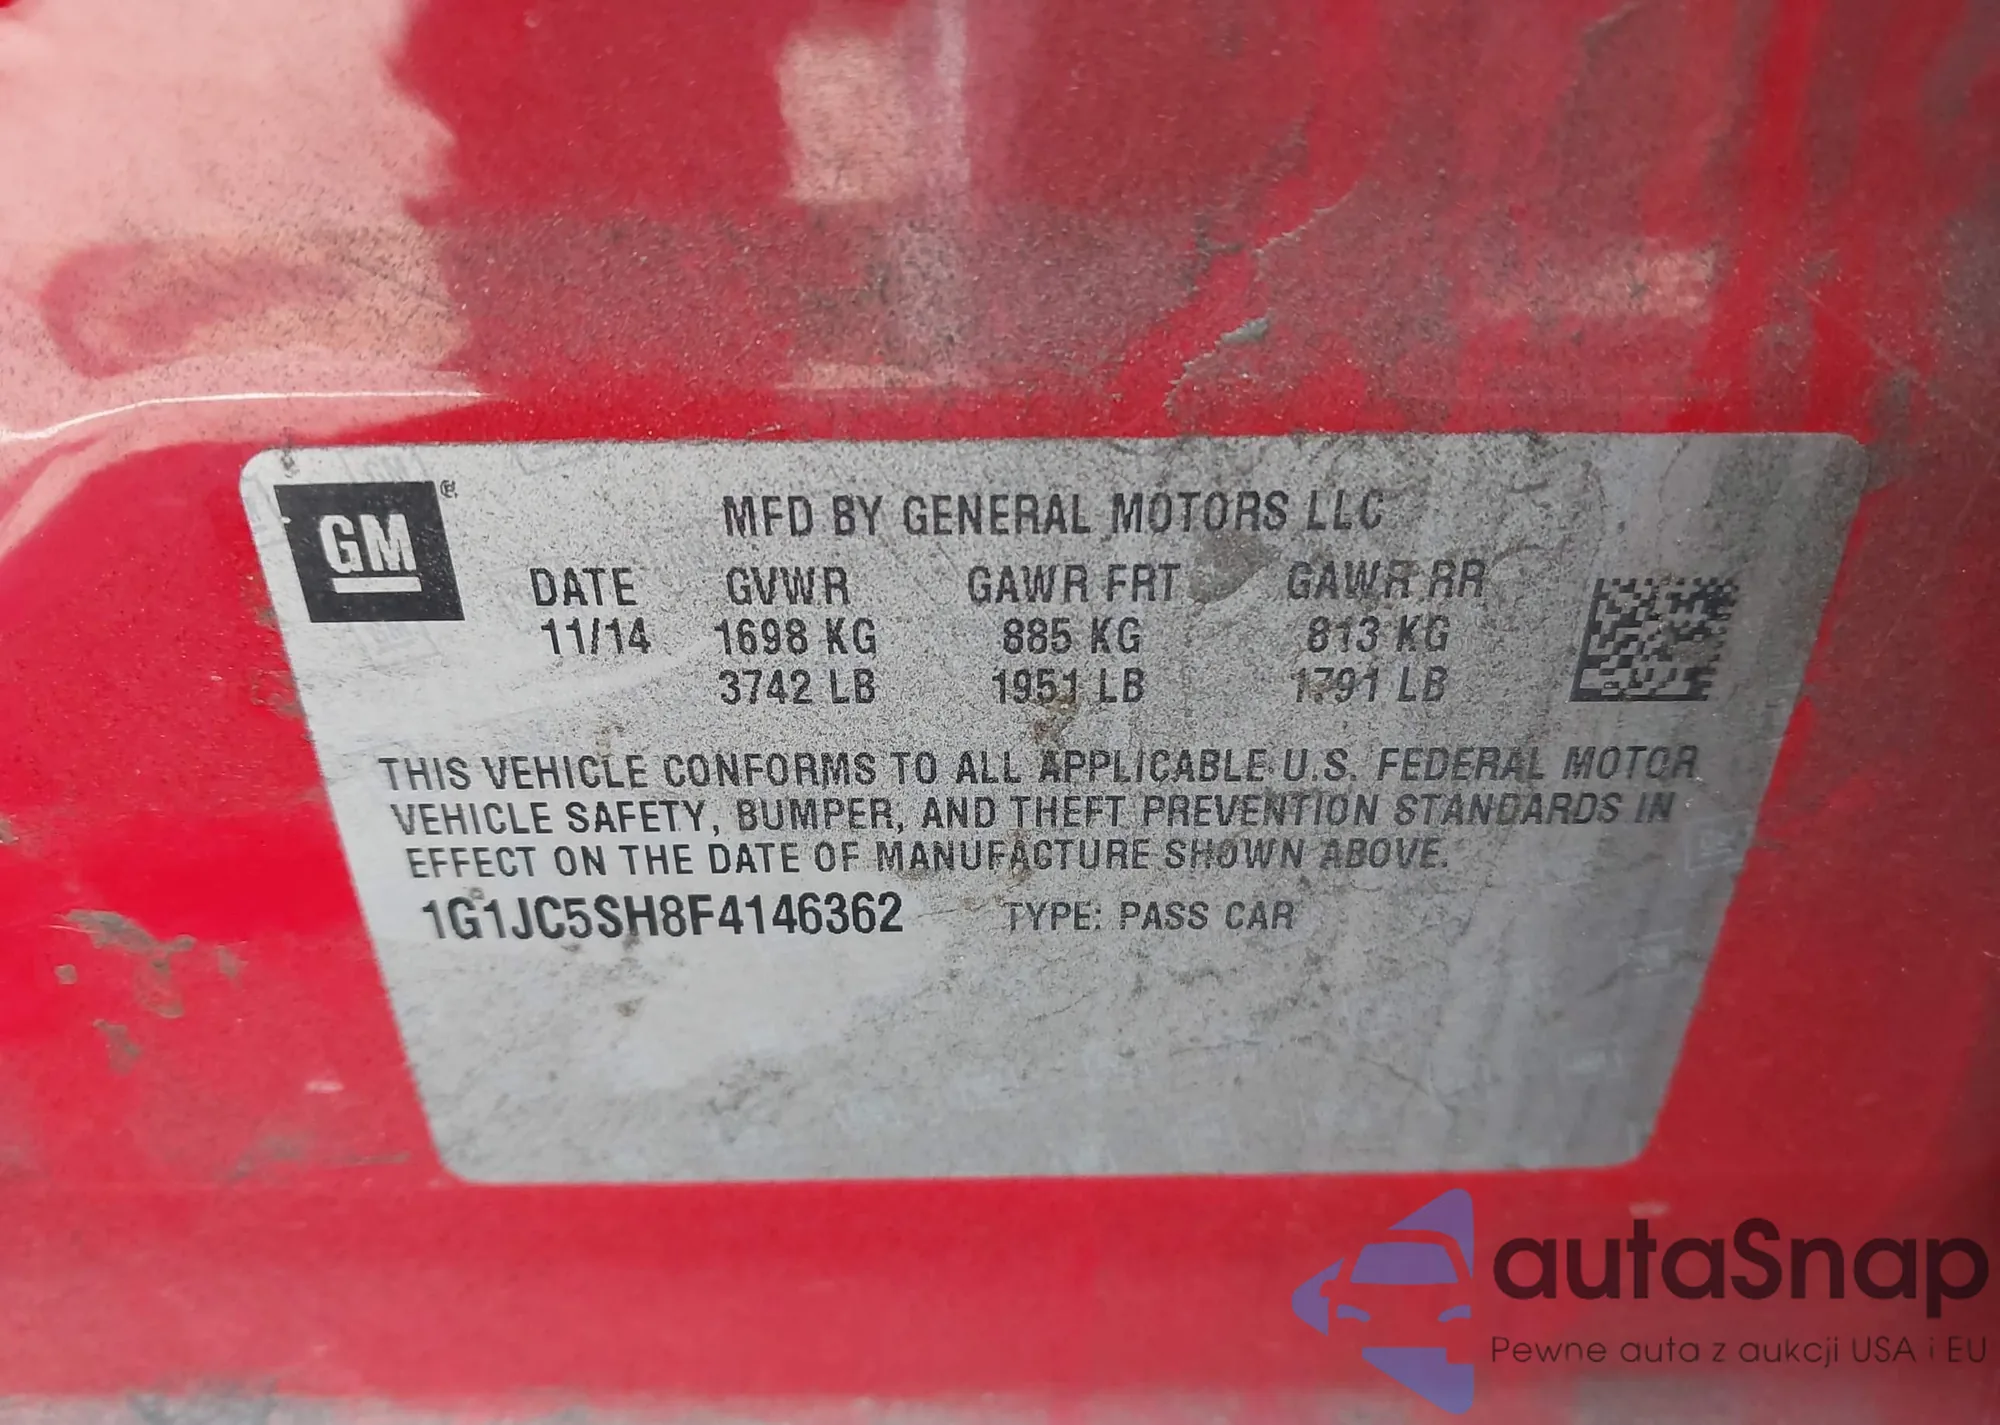 GM ®
MFD BY GENERAL MOTORS LLC
DATE GVWR GAWR FRT GAWR RR
11/14 1698 KG 885 KG 813 KG
3742 LB 1951 LB 1791 LB
THIS VEHICLE CONFORMS TO ALL APPLICABLE U.S. FEDERAL MOTOR
VEHICLE SAFETY, BUMPER, AND THEFT PREVENTION STANDARDS IN
EFFECT ON THE DATE OF MANUFACTURE SHOWN ABOVE.
1G1JC5SH8F4146362 TYPE: PASS CAR
autaSnap
Pewne auta z aukcji USA i EU